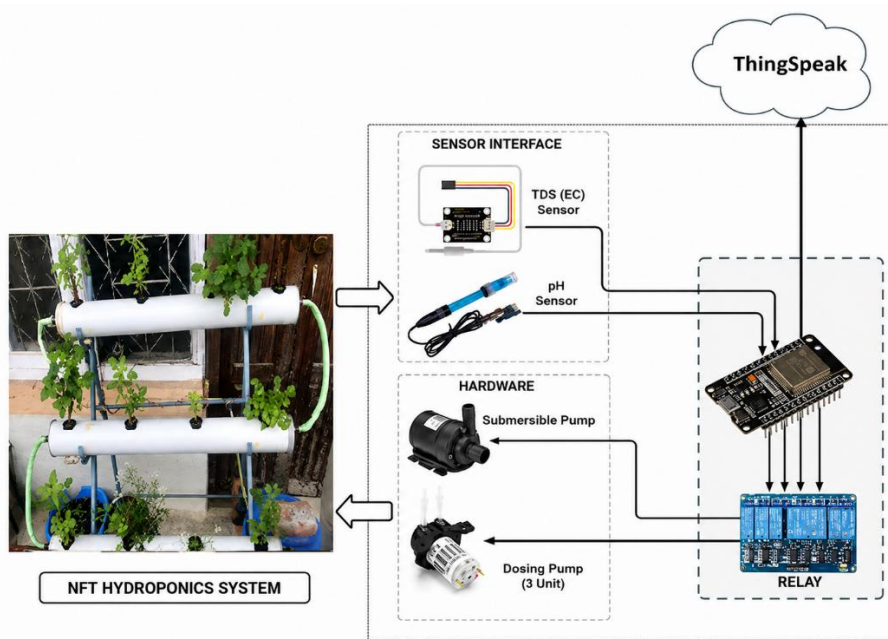 ThingSpeak
SENSOR INTERFACE
TDS (EC)
Sensor
pH
Sensor
HARDWARE
Submersible Pump
Dosing Pump
(3 Unit)
RELAY
NFT HYDROPONICS SYSTEM